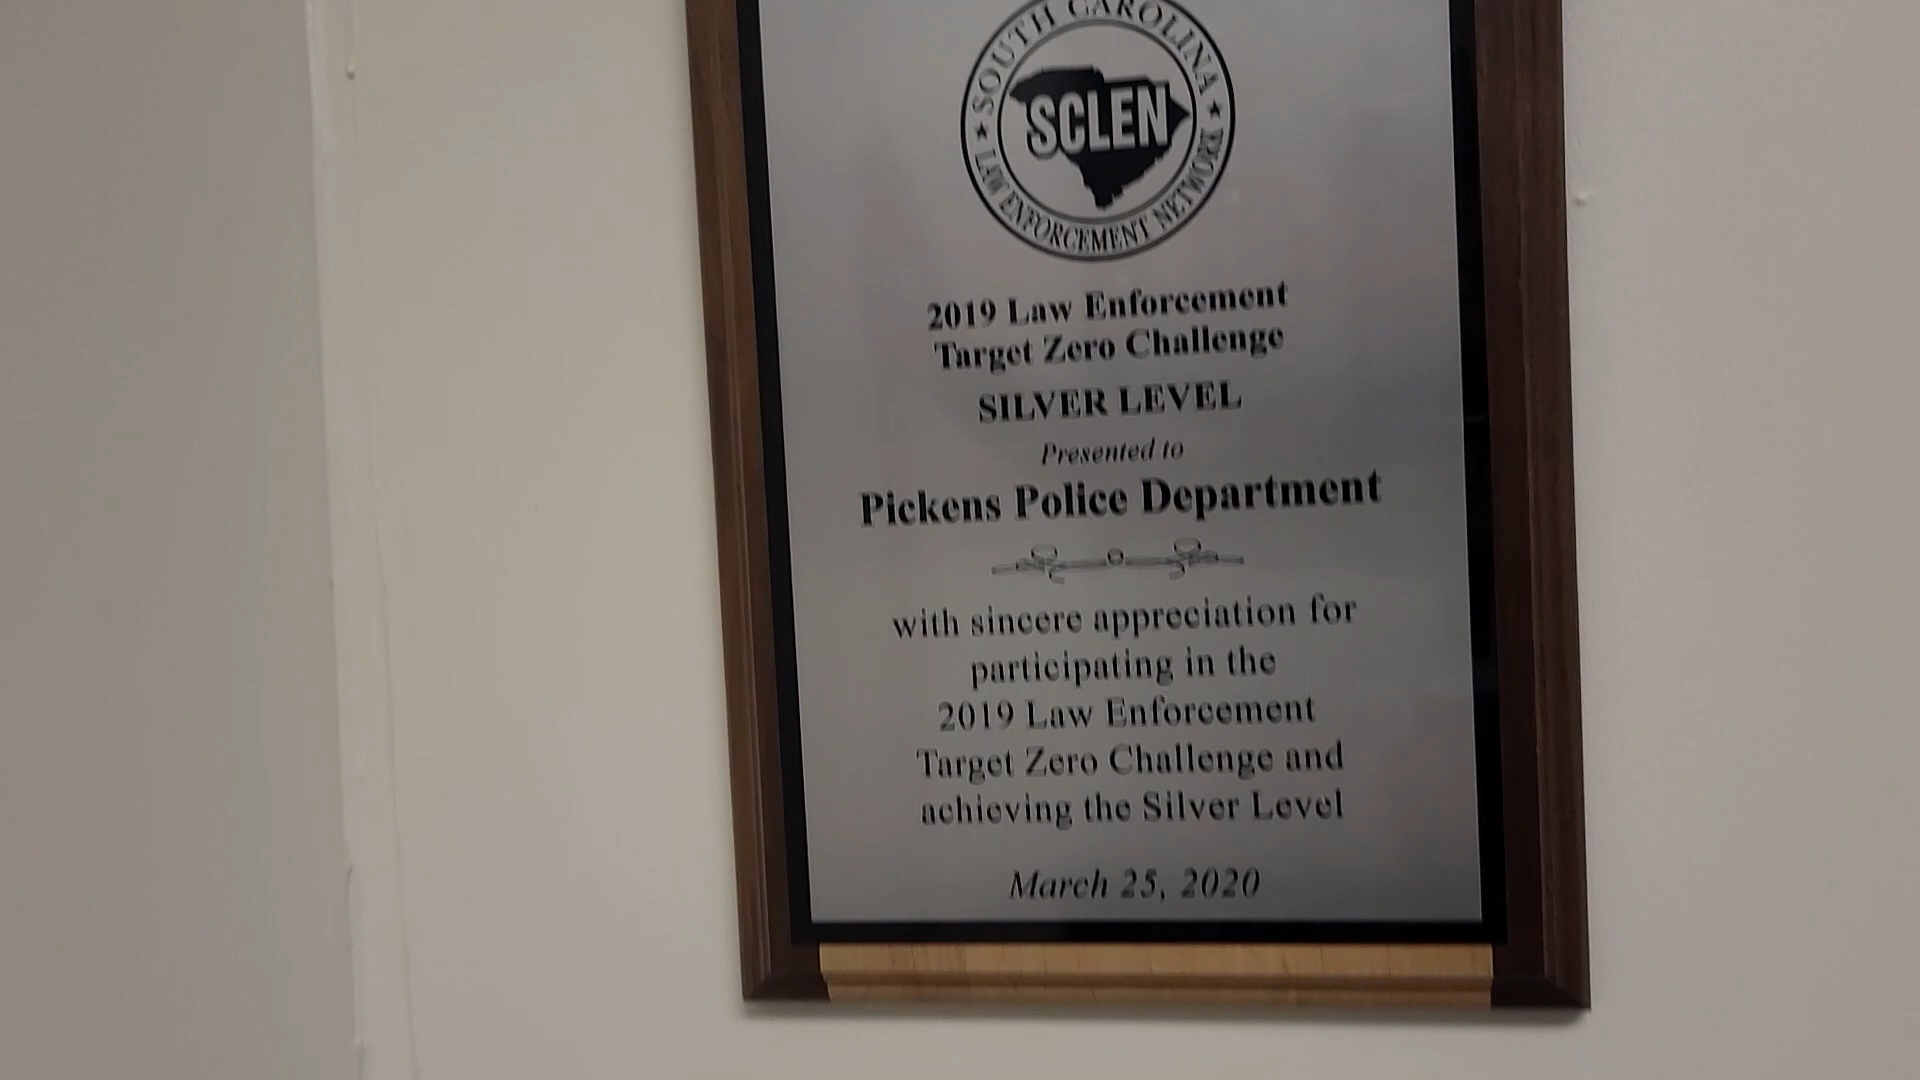 SOUTH CAROLINA
SCLEN
LAW ENFORCEMENT NETWORK
2019 Law Enforcement
Target Zero Challenge
SILVER LEVEL
Presented to
Pickens Police Department
with sincere appreciation for
participating in the
2019 Law Enforcement
Target Zero Challenge and
achieving the Silver Level
March 25, 2020